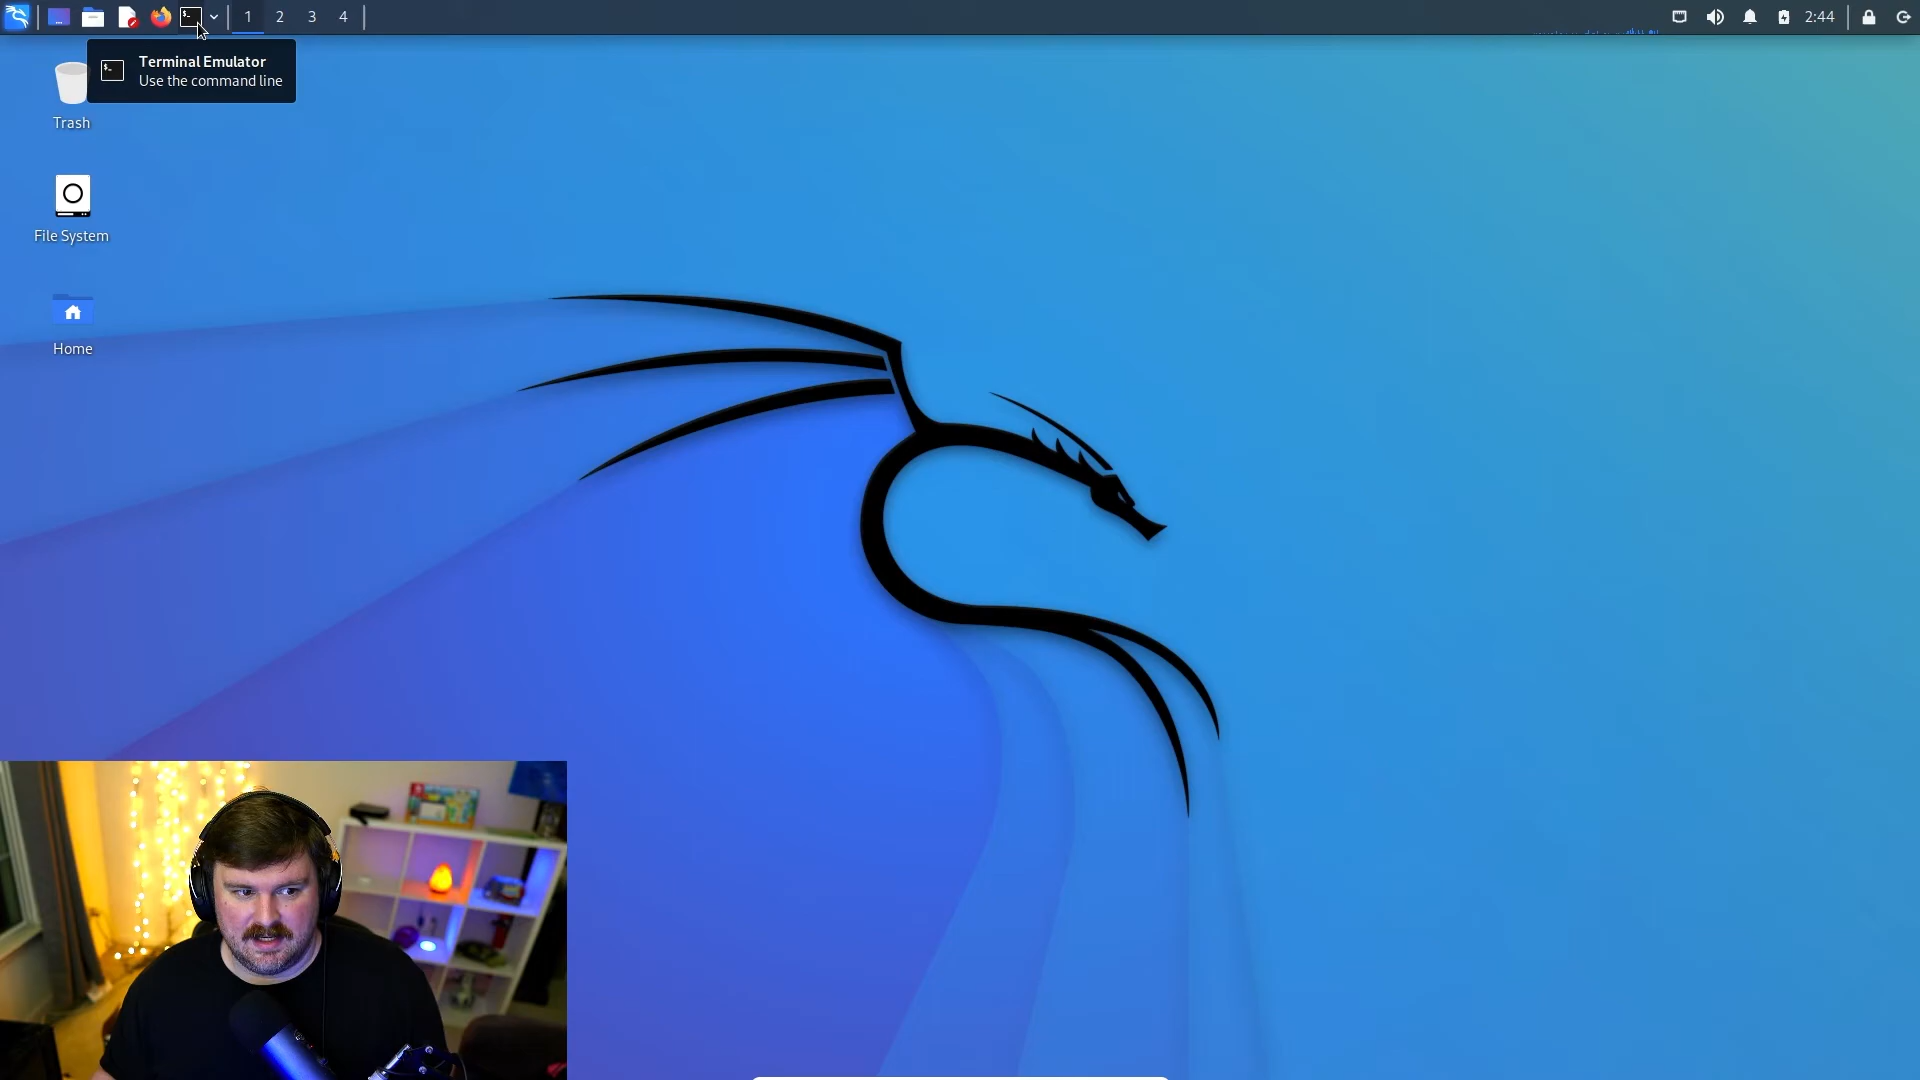 1 2 3 4
2:44
Terminal Emulator
Use the command line
Trash
File System
Home